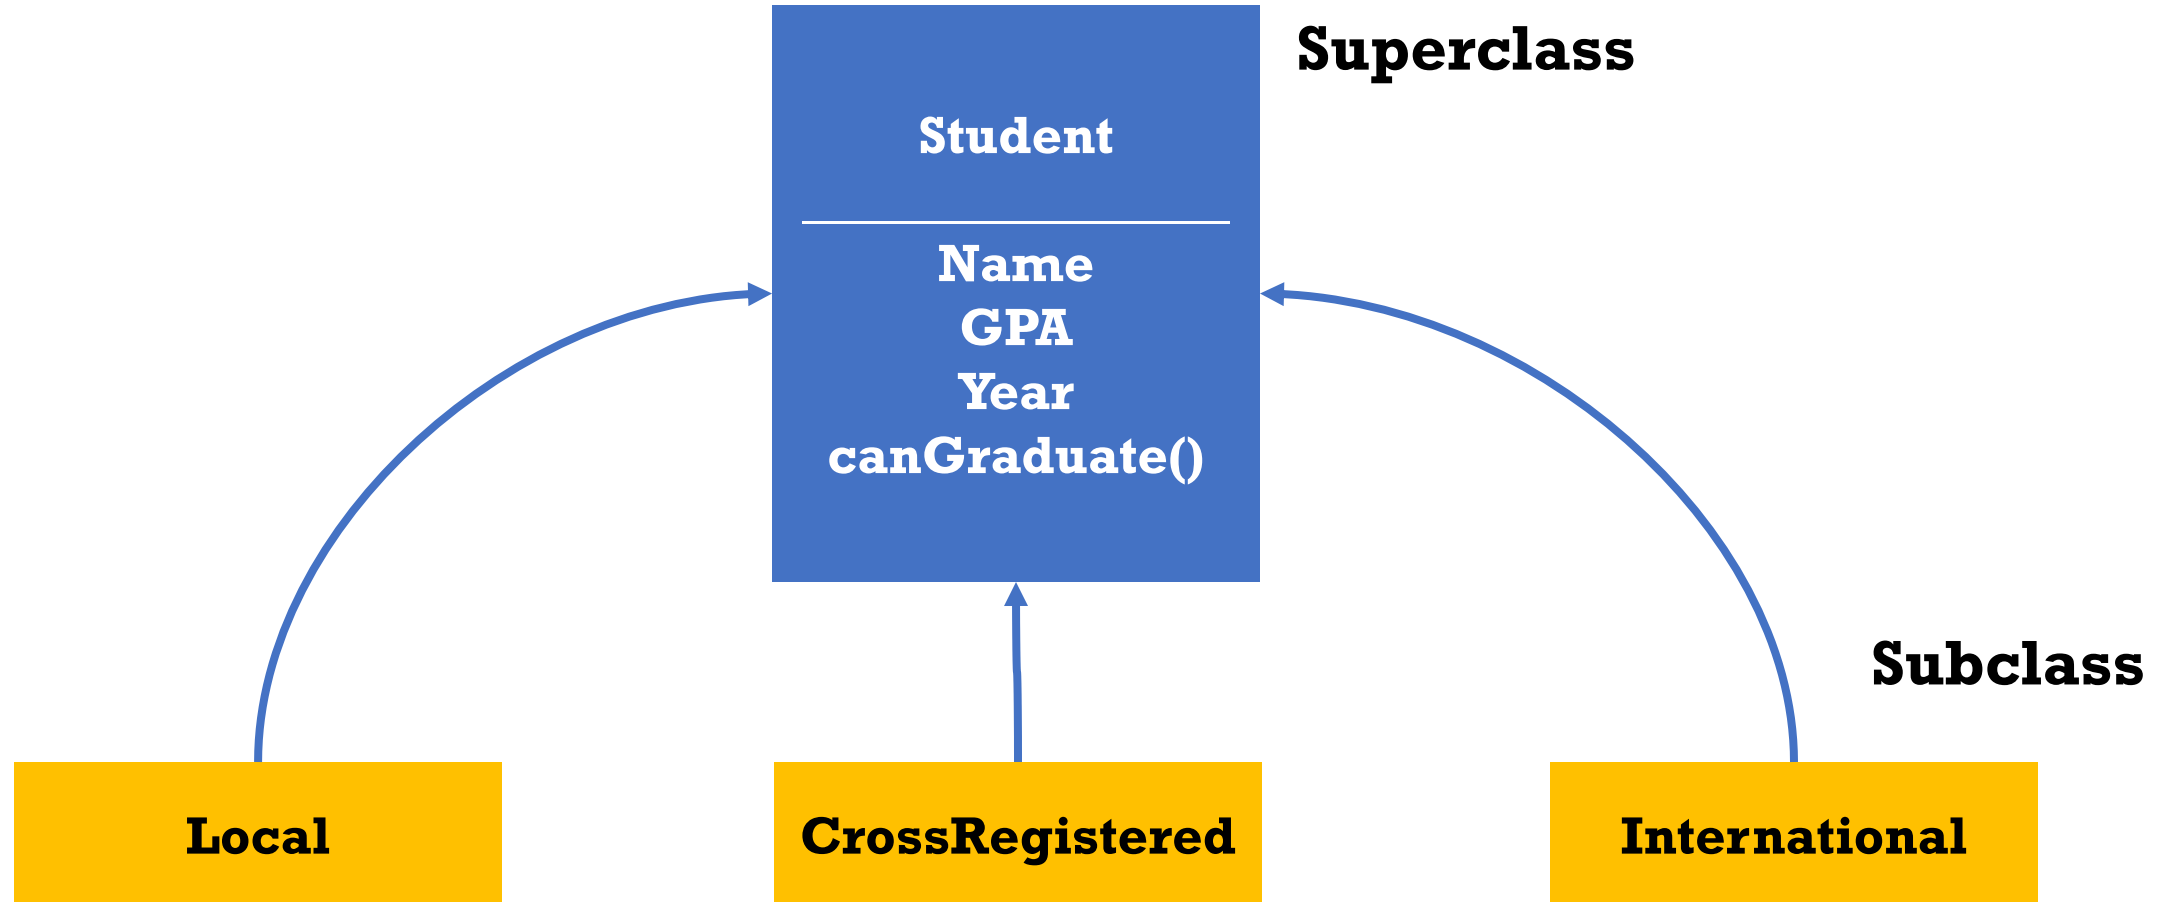 Superclass
Student
Name
GPA
Year
canGraduate()
Subclass
Local
CrossRegistered
International